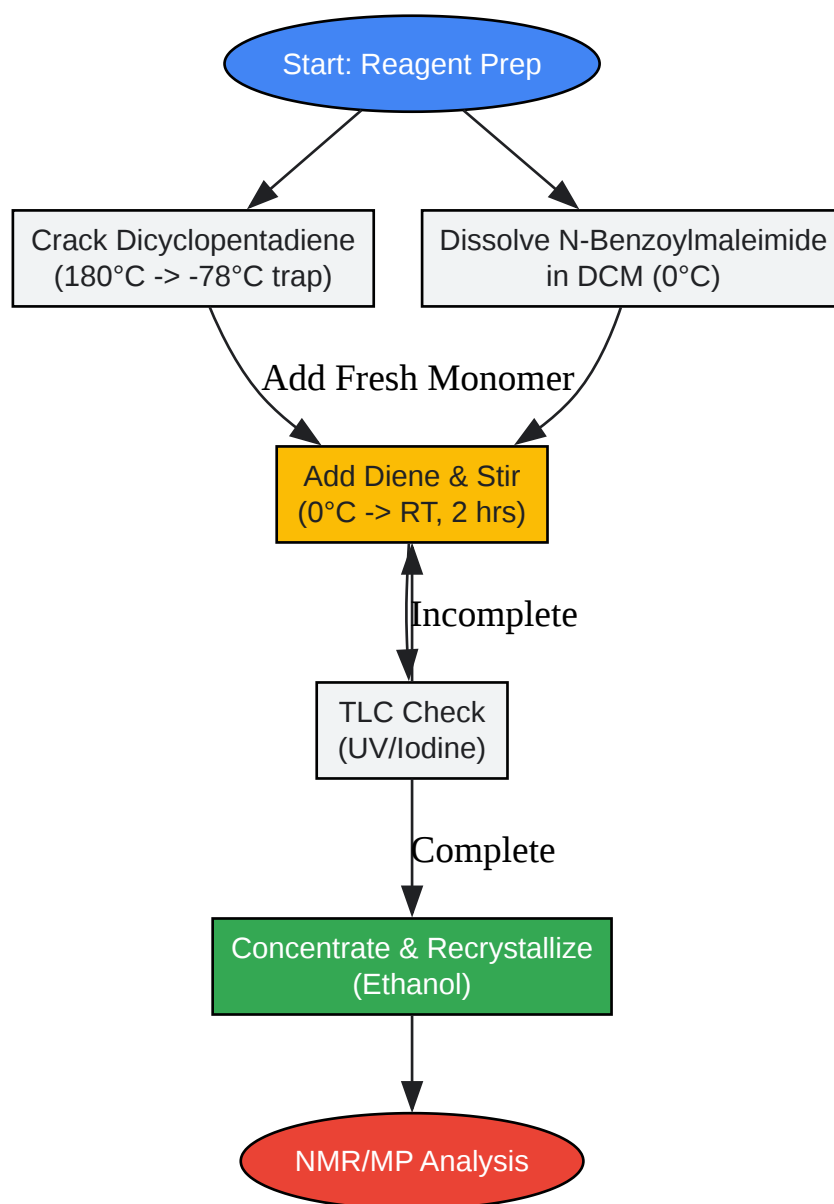 Start: Reagent Prep
Crack Dicyclopentadiene
(180°C -> -78°C trap)
Dissolve N-Benzoylmaleimide
in DCM (0°C)
Add Fresh Monomer
Add Diene & Stir
(0°C -> RT, 2 hrs)
Incomplete
TLC Check
(UV/Iodine)
Complete
Concentrate & Recrystallize
(Ethanol)
NMR/MP Analysis